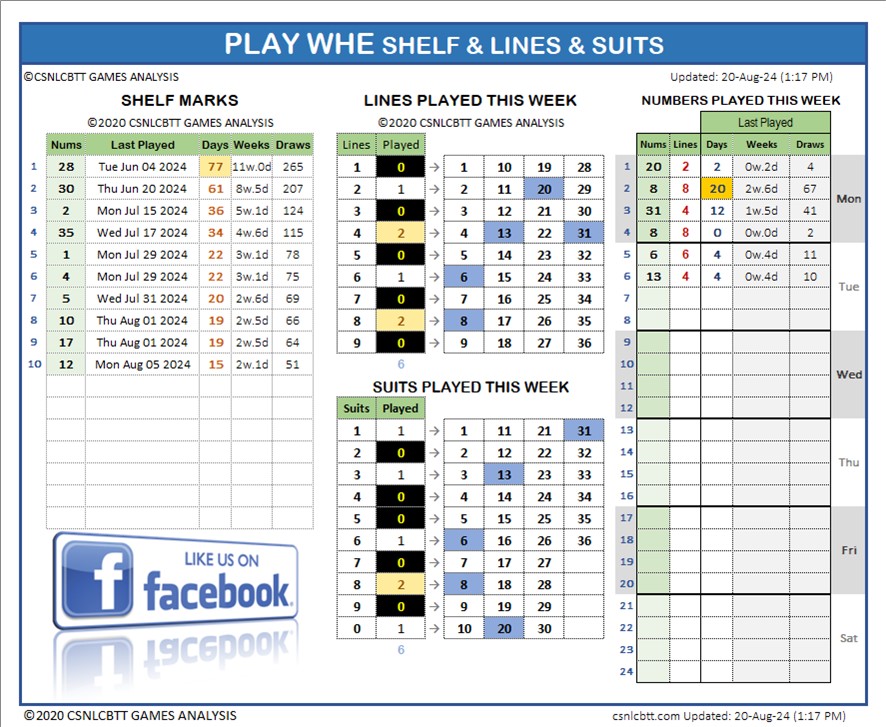 PLAY WHE SHELF & LINES & SUITS
©CSNLCBTT GAMES ANALYSIS
Updated: 20-Aug-24 (1:17 PM)
SHELF MARKS
©2020 CSNLCBTT GAMES ANALYSIS
Nums Last Played Days Weeks Draws
1 28 Tue Jun 04 2024 77 11w.0d 265
2 30 Thu Jun 20 2024 61 8w.5d 207
3 2 Mon Jul 15 2024 36 5w.1d 124
4 35 Wed Jul 17 2024 34 4w.6d 115
5 1 Mon Jul 29 2024 22 3w.1d 78
6 4 Mon Jul 29 2024 22 3w.1d 75
7 5 Wed Jul 31 2024 20 2w.6d 69
8 10 Thu Aug 01 2024 19 2w.5d 66
9 17 Thu Aug 01 2024 19 2w.5d 64
10 12 Mon Aug 05 2024 15 2w.1d 51
LIKE US ON
facebook.
LINES PLAYED THIS WEEK
©2020 CSNLCBTT GAMES ANALYSIS
Lines Played
1 0 → 1 10 19 28
2 1 → 2 11 20 29
3 0 → 3 12 21 30
4 2 → 4 13 22 31
5 0 → 5 14 23 32
6 1 → 6 15 24 33
7 0 → 7 16 25 34
8 2 → 8 17 26 35
9 0 → 9 18 27 36
6
SUITS PLAYED THIS WEEK
Suits Played
1 1 → 1 11 21 31
2 0 → 2 12 22 32
3 1 → 3 13 23 33
4 0 → 4 14 24 34
5 0 → 5 15 25 35
6 1 → 6 16 26 36
7 0 → 7 17 27
8 2 → 8 18 28
9 0 → 9 19 29
0 1 → 10 20 30
6
NUMBERS PLAYED THIS WEEK
Last Played
Nums Lines Days Weeks Draws
1 20 2 2 0w.2d 4
2 8 8 20 2w.6d 67
Mon
3 31 4 12 1w.5d 41
4 8 8 0 0w.0d 2
5 6 6 4 0w.4d 11
6 13 4 4 0w.4d 10
Tue
7
8
9
10
Wed
11
12
13
14
Thu
15
16
17
18
Fri
19
20
21
22
Sat
23
24
©2020 CSNLCBTT GAMES ANALYSIS
csnlcbtt.com Updated: 20-Aug-24 (1:17 PM)